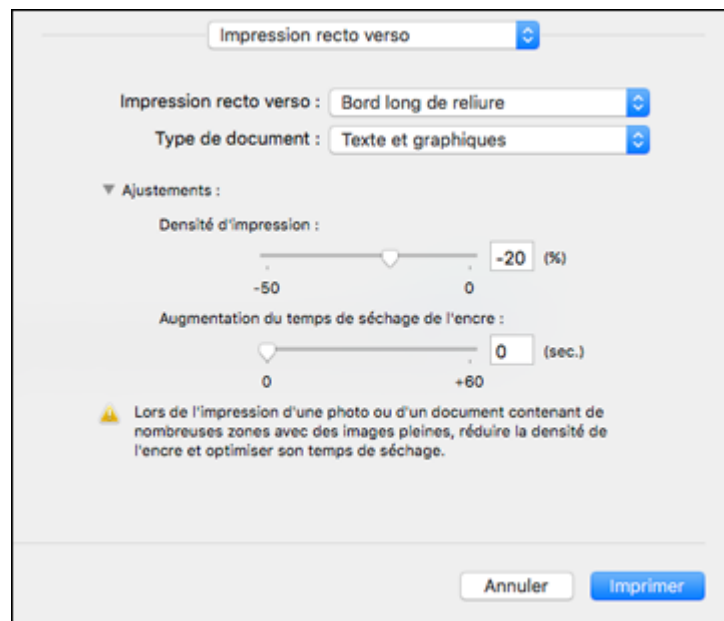 Impression recto verso
Impression recto verso : Bord long de reliure
Type de document : Texte et graphiques
Ajustements :
Densité d'impression :
-20 (%)
-50 0
Augmentation du temps de séchage de l'encre :
0 (sec.)
0 +60
Lors de l'impression d'une photo ou d'un document contenant de
nombreuses zones avec des images pleines, réduire la densité de
l'encre et optimiser son temps de séchage.
Annuler Imprimer